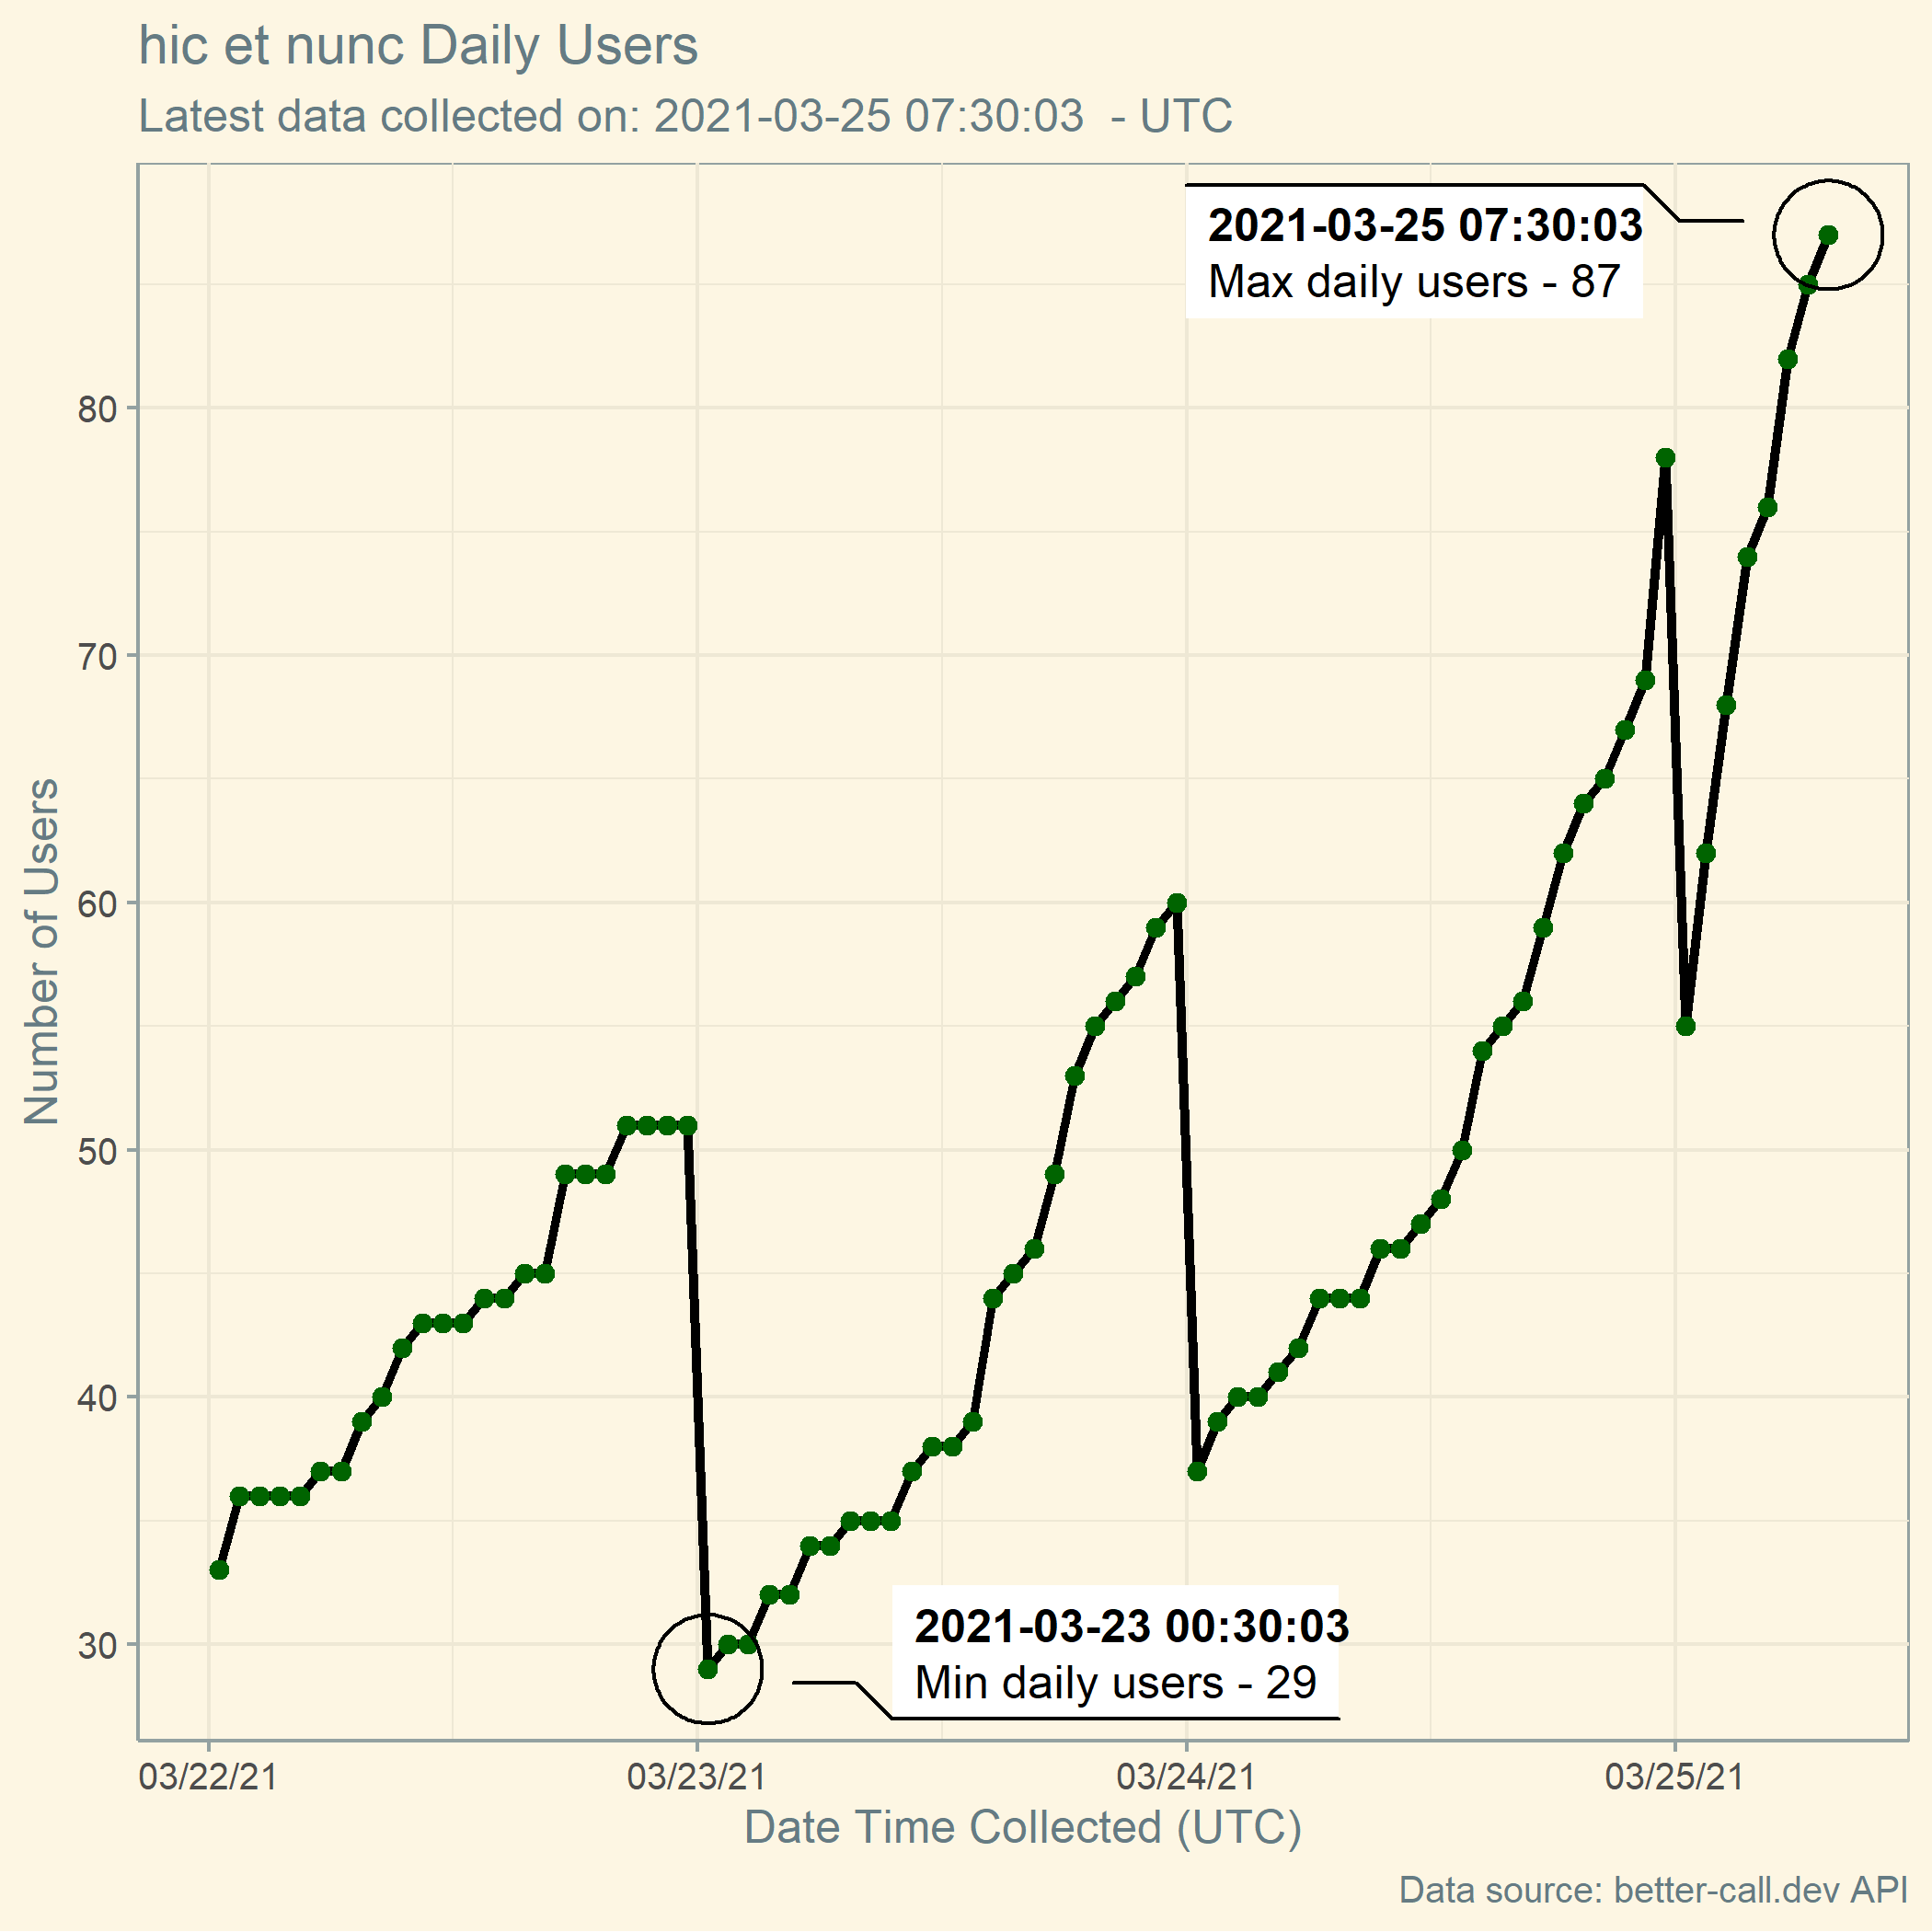 hic et nunc Daily Users
Latest data collected on: 2021-03-25 07:30:03  - UTC
2021-03-25 07:30:03
Max daily users - 87
80
70
60
50
40
30
Number of Users
2021-03-23 00:30:03
Min daily users - 29
03/22/21
03/23/21
03/24/21
03/25/21
Date Time Collected (UTC)
Data source: better-call.dev API